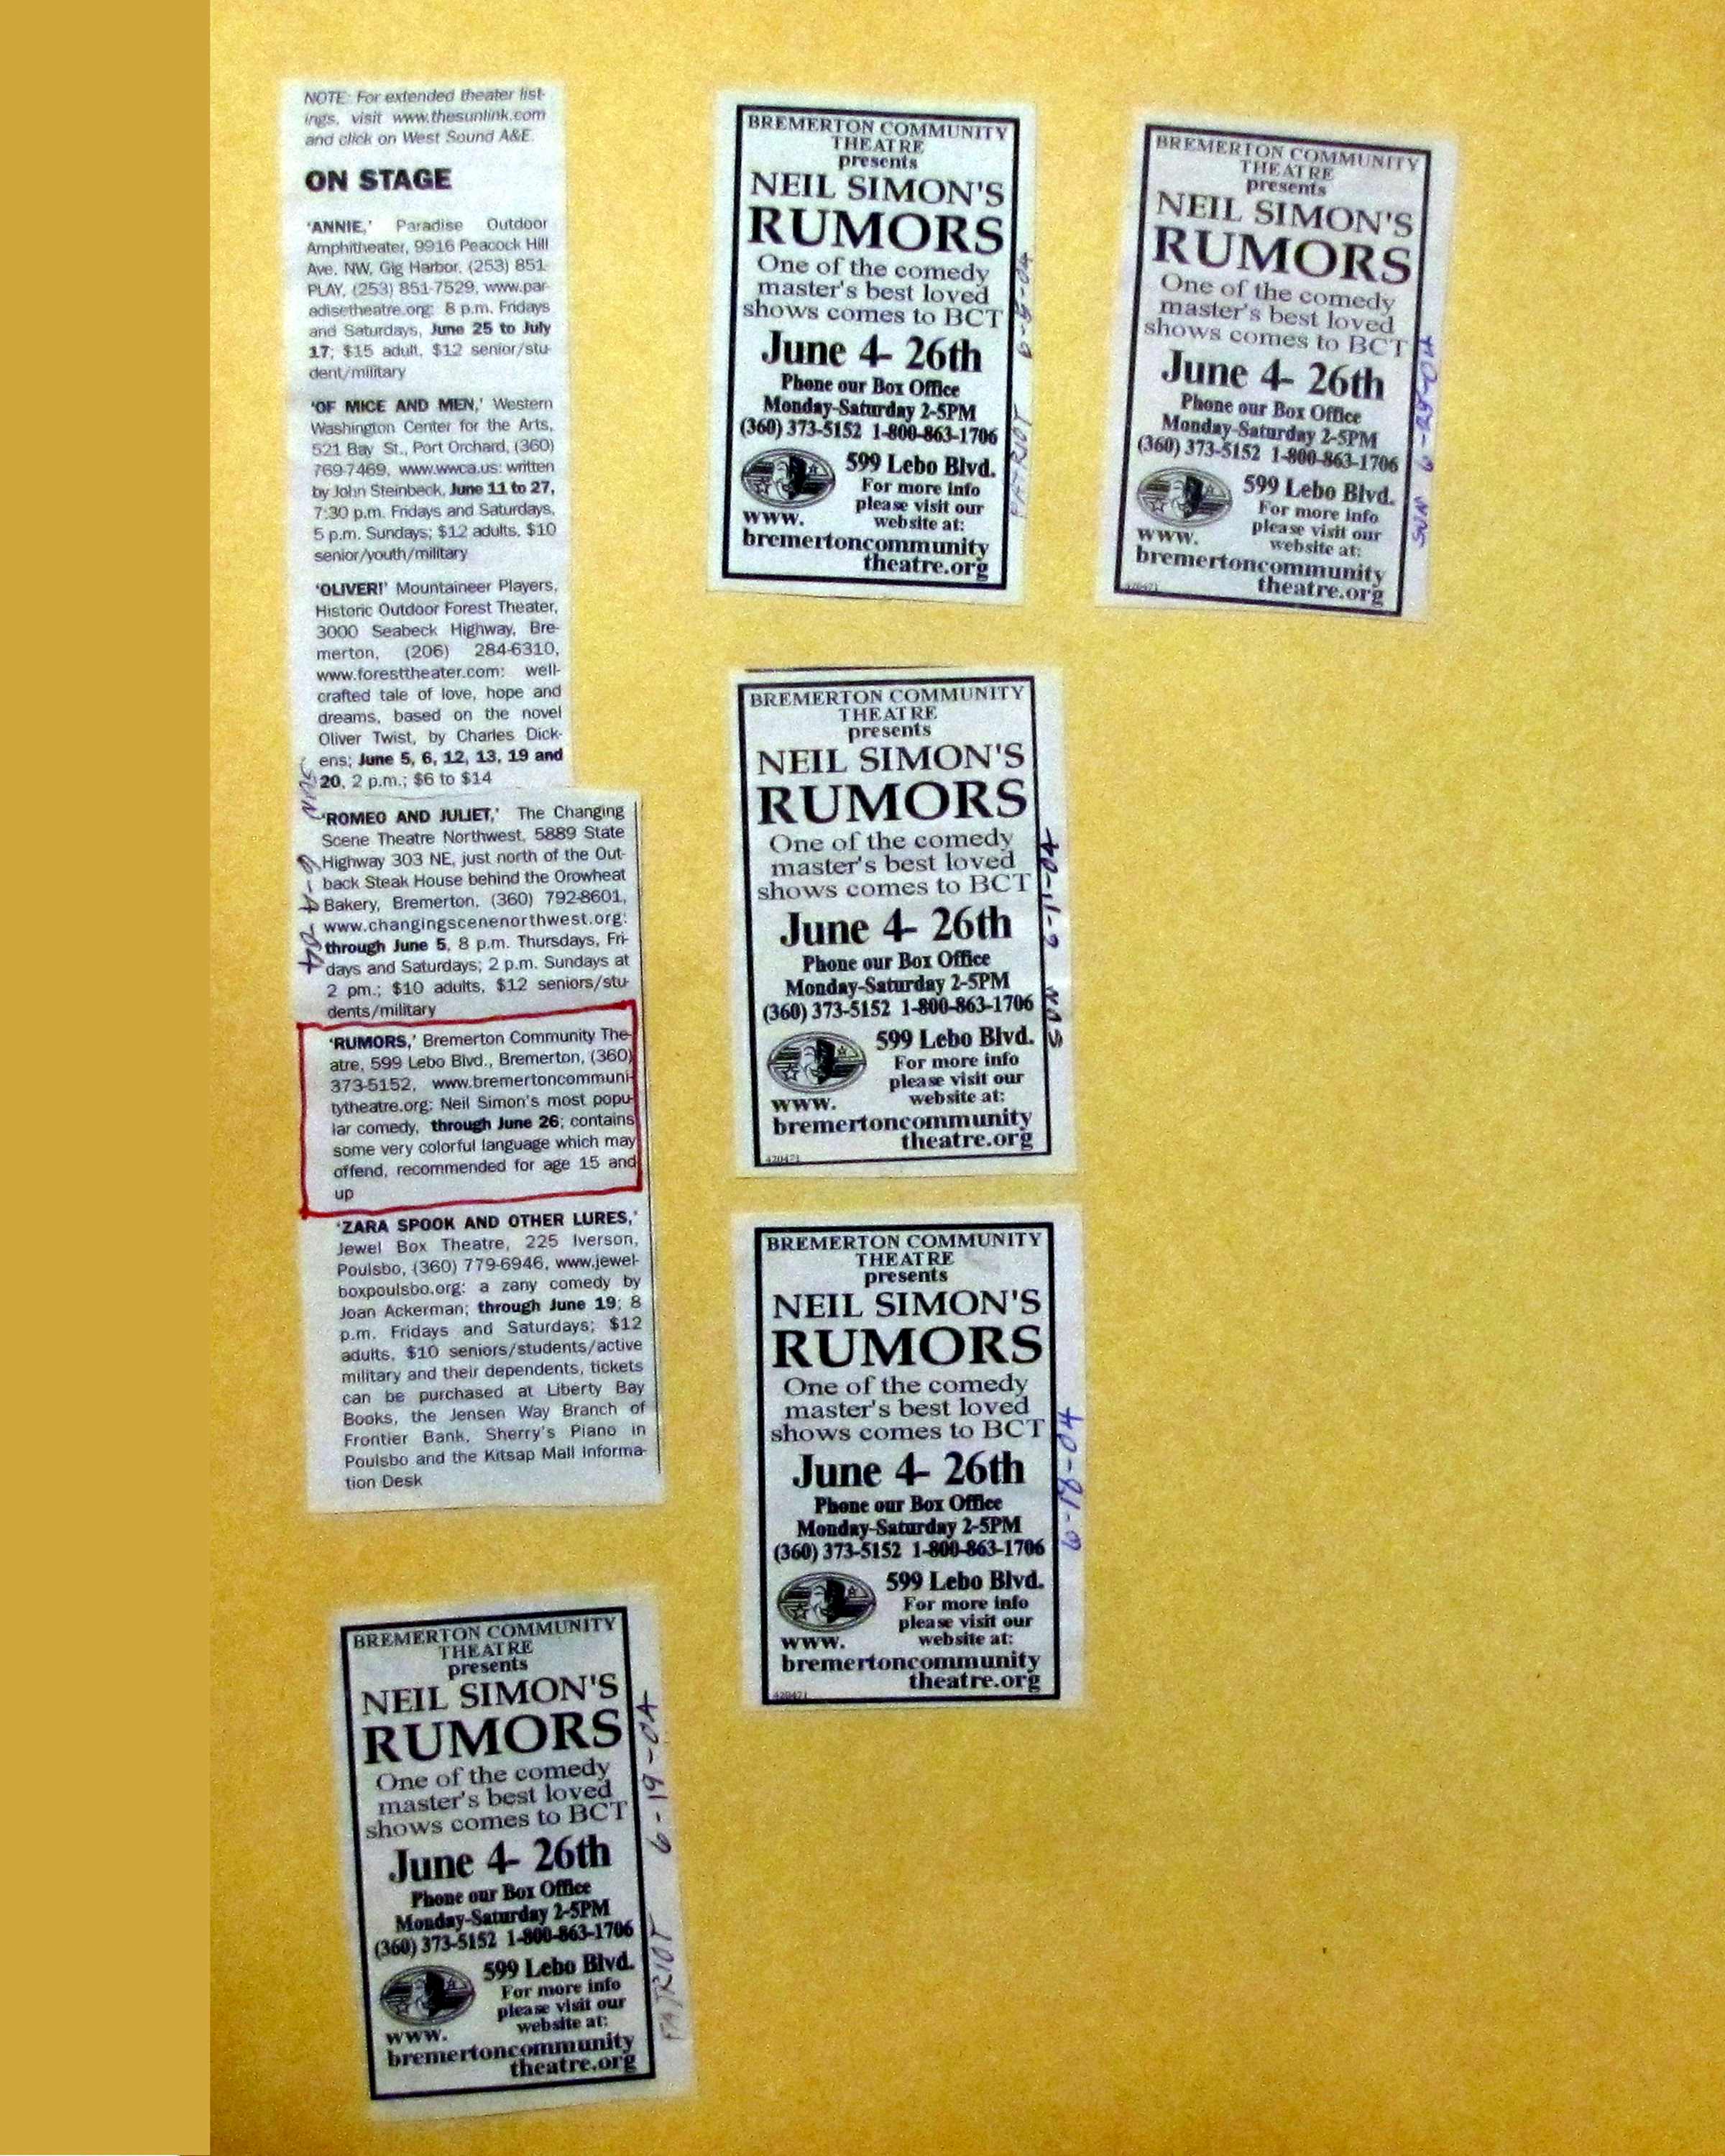 NOTE: For extended theater list-
ings, visit www.thesunlink.com
and click on West Sound A&E.
ON STAGE
'ANNIE,' Paradise Outdoor
Amphitheater, 9916 Peacock Hill
Ave. NW, Gig Harbor, (253) 851-
PLAY, (253) 851-7529, www.par-
adisetheatre.org: 8 p.m. Fridays
and Saturdays, June 25 to July
17; $15 adult, $12 senior/stu-
dent/military
'OF MICE AND MEN,' Western
Washington Center for the Arts,
521 Bay St., Port Orchard, (360)
769-7469, www.wwca.us: written
by John Steinbeck, June 11 to 27,
7:30 p.m. Fridays and Saturdays,
5 p.m. Sundays; $12 adults, $10
senior/youth/military
'OLIVER!' Mountaineer Players,
Historic Outdoor Forest Theater,
3000 Seabeck Highway, Bre-
merton, (206) 284-6310,
www.foresttheater.com: well-
crafted tale of love, hope and
dreams, based on the novel
Oliver Twist, by Charles Dick-
ens; June 5, 6, 12, 13, 19 and
20, 2 p.m.; $6 to $14
'ROMEO AND JULIET,' The Changing
Scene Theatre Northwest, 5889 State
Highway 303 NE, just north of the Out-
back Steak House behind the Orowheat
Bakery, Bremerton, (360) 792-8601,
www.changingscenenorthwest.org:
through June 5, 8 p.m. Thursdays, Fri-
days and Saturdays; 2 p.m. Sundays at
2 pm.; $10 adults, $12 seniors/stu-
dents/military
'RUMORS,' Bremerton Community The-
atre, 599 Lebo Blvd., Bremerton, (360)
373-5152, www.bremertoncommuni-
tytheatre.org: Neil Simon's most popu-
lar comedy, through June 26; contains
some very colorful language which may
offend, recommended for age 15 and
up
'ZARA SPOOK AND OTHER LURES,'
Jewel Box Theatre, 225 Iverson,
Poulsbo, (360) 779-6946, www.jewel-
boxpoulsbo.org: a zany comedy by
Joan Ackerman; through June 19; 8
p.m. Fridays and Saturdays; $12
adults, $10 seniors/students/active
military and their dependents, tickets
can be purchased at Liberty Bay
Books, the Jensen Way Branch of
Frontier Bank, Sherry's Piano in
Poulsbo and the Kitsap Mall Informa-
tion Desk
BREMERTON COMMUNITY
THEATRE
presents
NEIL SIMON'S
RUMORS
One of the comedy
master's best loved
shows comes to BCT
June 4- 26th
Phone our Box Office
Monday-Saturday 2-5PM
(360) 373-5152 1-800-863-1706
599 Lebo Blvd.
For more info
please visit our
website at:
www.
bremertoncommunity
theatre.org
PATRIOT 6-19-04
BREMERTON COMMUNITY
THEATRE
presents
NEIL SIMON'S
RUMORS
One of the comedy
master's best loved
shows comes to BCT
June 4- 26th
Phone our Box Office
Monday-Saturday 2-5PM
(360) 373-5152 1-800-863-1706
599 Lebo Blvd.
For more info
please visit our
website at:
www.
bremertoncommunity
theatre.org
PATRIOT 6-5-04
BREMERTON COMMUNITY
THEATRE
presents
NEIL SIMON'S
RUMORS
One of the comedy
master's best loved
shows comes to BCT
June 4- 26th
Phone our Box Office
Monday-Saturday 2-5PM
(360) 373-5152 1-800-863-1706
599 Lebo Blvd.
For more info
please visit our
website at:
www.
bremertoncommunity
theatre.org
420471
SUN 6-11-04
BREMERTON COMMUNITY
THEATRE
presents
NEIL SIMON'S
RUMORS
One of the comedy
master's best loved
shows comes to BCT
June 4- 26th
Phone our Box Office
Monday-Saturday 2-5PM
(360) 373-5152 1-800-863-1706
599 Lebo Blvd.
For more info
please visit our
website at:
www.
bremertoncommunity
theatre.org
420471
6-18-04
BREMERTON COMMUNITY
THEATRE
presents
NEIL SIMON'S
RUMORS
One of the comedy
master's best loved
shows comes to BCT
June 4- 26th
Phone our Box Office
Monday-Saturday 2-5PM
(360) 373-5152 1-800-863-1706
599 Lebo Blvd.
For more info
please visit our
website at:
www.
bremertoncommunity
theatre.org
420471
SUN